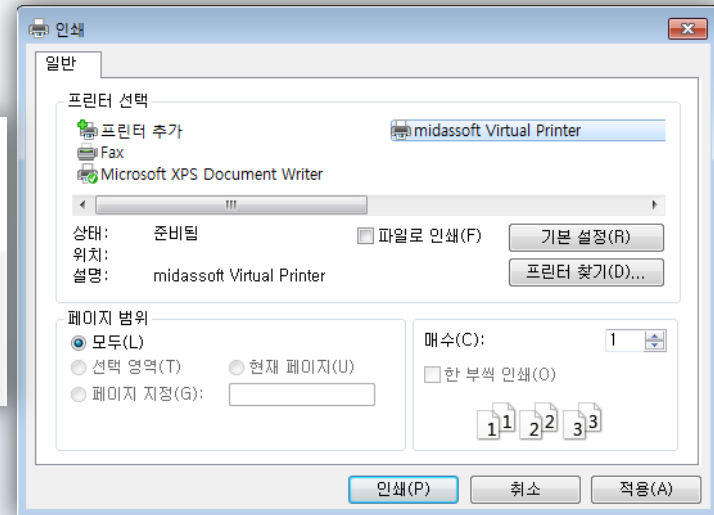 인쇄
일반
프린터 선택
프린터 추가
midassoft Virtual Printer
Fax
Microsoft XPS Document Writer
상태: 준비됨
파일로 인쇄(F)
기본 설정(R)
위치:
설명: midassoft Virtual Printer
프린터 찾기(D)...
페이지 범위
모두(L)
선택 영역(T)
현재 페이지(U)
페이지 지정(G):
매수(C): 1
한 부씩 인쇄(O)
1 1 2 2 3 3
인쇄(P) 취소 적용(A)